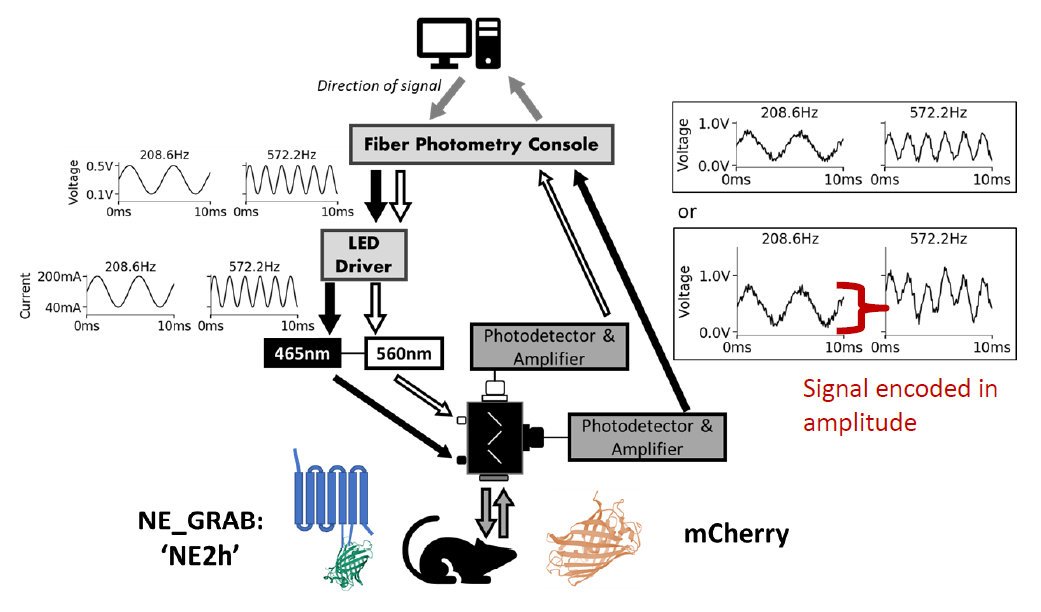 Direction of signal
Fiber Photometry Console
208.6Hz
572.2Hz
Voltage
0.5V
0.1V
0ms
10ms
0ms
10ms
LED
Driver
208.6Hz
572.2Hz
Current
200mA
40mA
0ms
10ms
0ms
10ms
465nm
560nm
Photodetector &
Amplifier
Photodetector &
Amplifier
NE_GRAB:
‘NE2h’
mCherry
208.6Hz
572.2Hz
Voltage
1.0V
0.0V
0ms
10ms
0ms
10ms
or
208.6Hz
572.2Hz
Voltage
1.0V
0.0V
0ms
10ms
0ms
10ms
Signal encoded in
amplitude